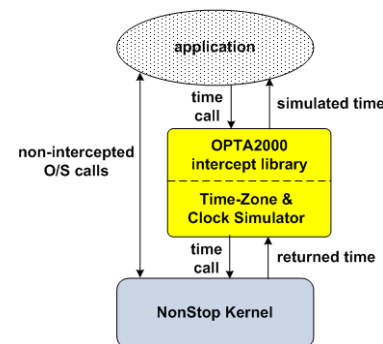 application
time
call
simulated time
non-intercepted
O/S calls
OPTA2000
intercept library
Time-Zone &
Clock Simulator
time
call
returned time
NonStop Kernel